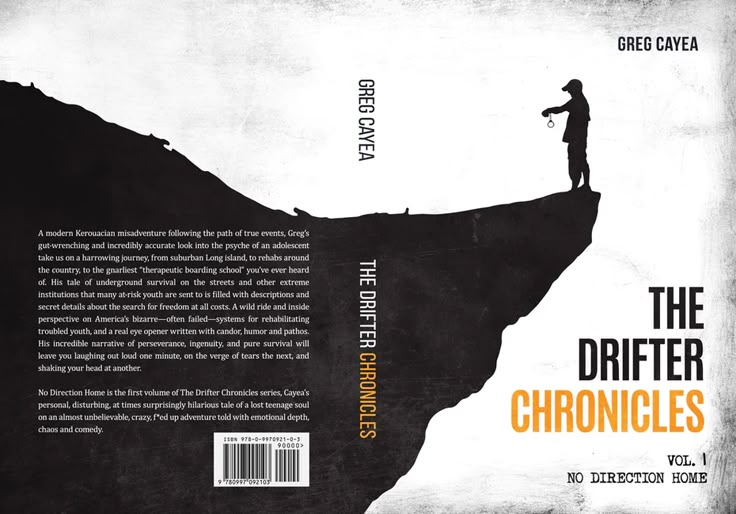 A modern Kerouacian misadventure following the path of true events, Greg's
gut-wrenching and incredibly accurate look into the psyche of an adolescent
take us on a harrowing journey, from suburban Long island, to rehabs around
the country, to the gnarliest "therapeutic boarding school" you've ever heard
of. His tale of underground survival on the streets and other extreme
institutions that many at-risk youth are sent to is filled with descriptions and
secret details about the search for freedom at all costs. A wild ride and inside
perspective on America's bizarre—often failed—systems for rehabilitating
troubled youth, and a real eye opener written with candor, humor and pathos.
His incredible narrative of perseverance, ingenuity, and pure survival will
leave you laughing out loud one minute, on the verge of tears the next, and
shaking your head at another.
No Direction Home is the first volume of The Drifter Chronicles series, Cayea's
personal, disturbing, at times surprisingly hilarious tale of a lost teenage soul
on an almost unbelievable, crazy, f*ed up adventure told with emotional depth,
chaos and comedy.
ISBN 978-0-9970921-0-3
90000>
9 780997 092103
GREG CAYEA
THE DRIFTER CHRONICLES
GREG CAYEA
THE
DRIFTER
CHRONICLES
VOL. 1
NO DIRECTION HOME